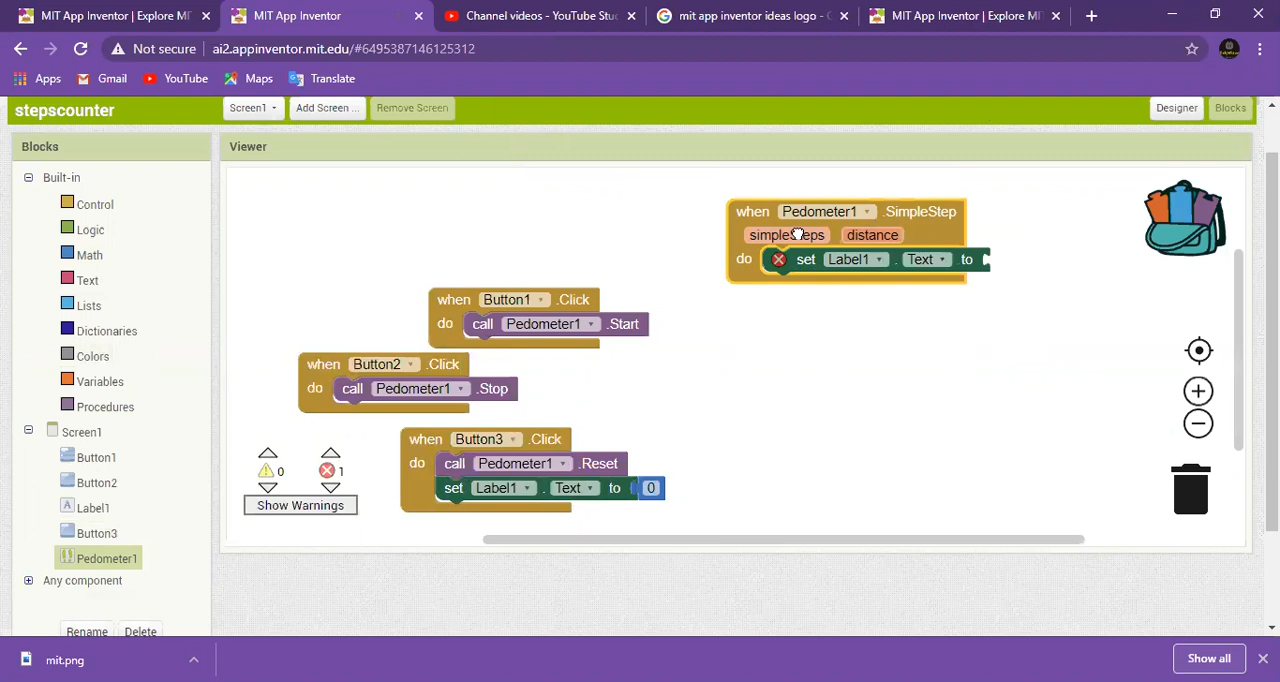 MIT App Inventor | Explore MIT
MIT App Inventor
Channel videos - YouTube Stu
mit app inventor ideas logo - G
MIT App Inventor | Explore MIT
Not secure
ai2.appinventor.mit.edu/#6495387146125312
Apps
Gmail
YouTube
Maps
Translate
stepscounter
Screen1
Add Screen ...
Remove Screen
Designer
Blocks
Blocks
Viewer
Built-in
Control
Logic
Math
Text
Lists
Dictionaries
Colors
Variables
Procedures
Screen1
Button1
Button2
Label1
Button3
Pedometer1
Any component
Rename
Delete
when Pedometer1 .SimpleStep
simpleSteps distance
do set Label1 . Text to
when Button1 .Click
do call Pedometer1 .Start
when Button2 .Click
do call Pedometer1 .Stop
when Button3 .Click
do call Pedometer1 .Reset
set Label1 . Text to 0
0
1
Show Warnings
mit.png
Show all